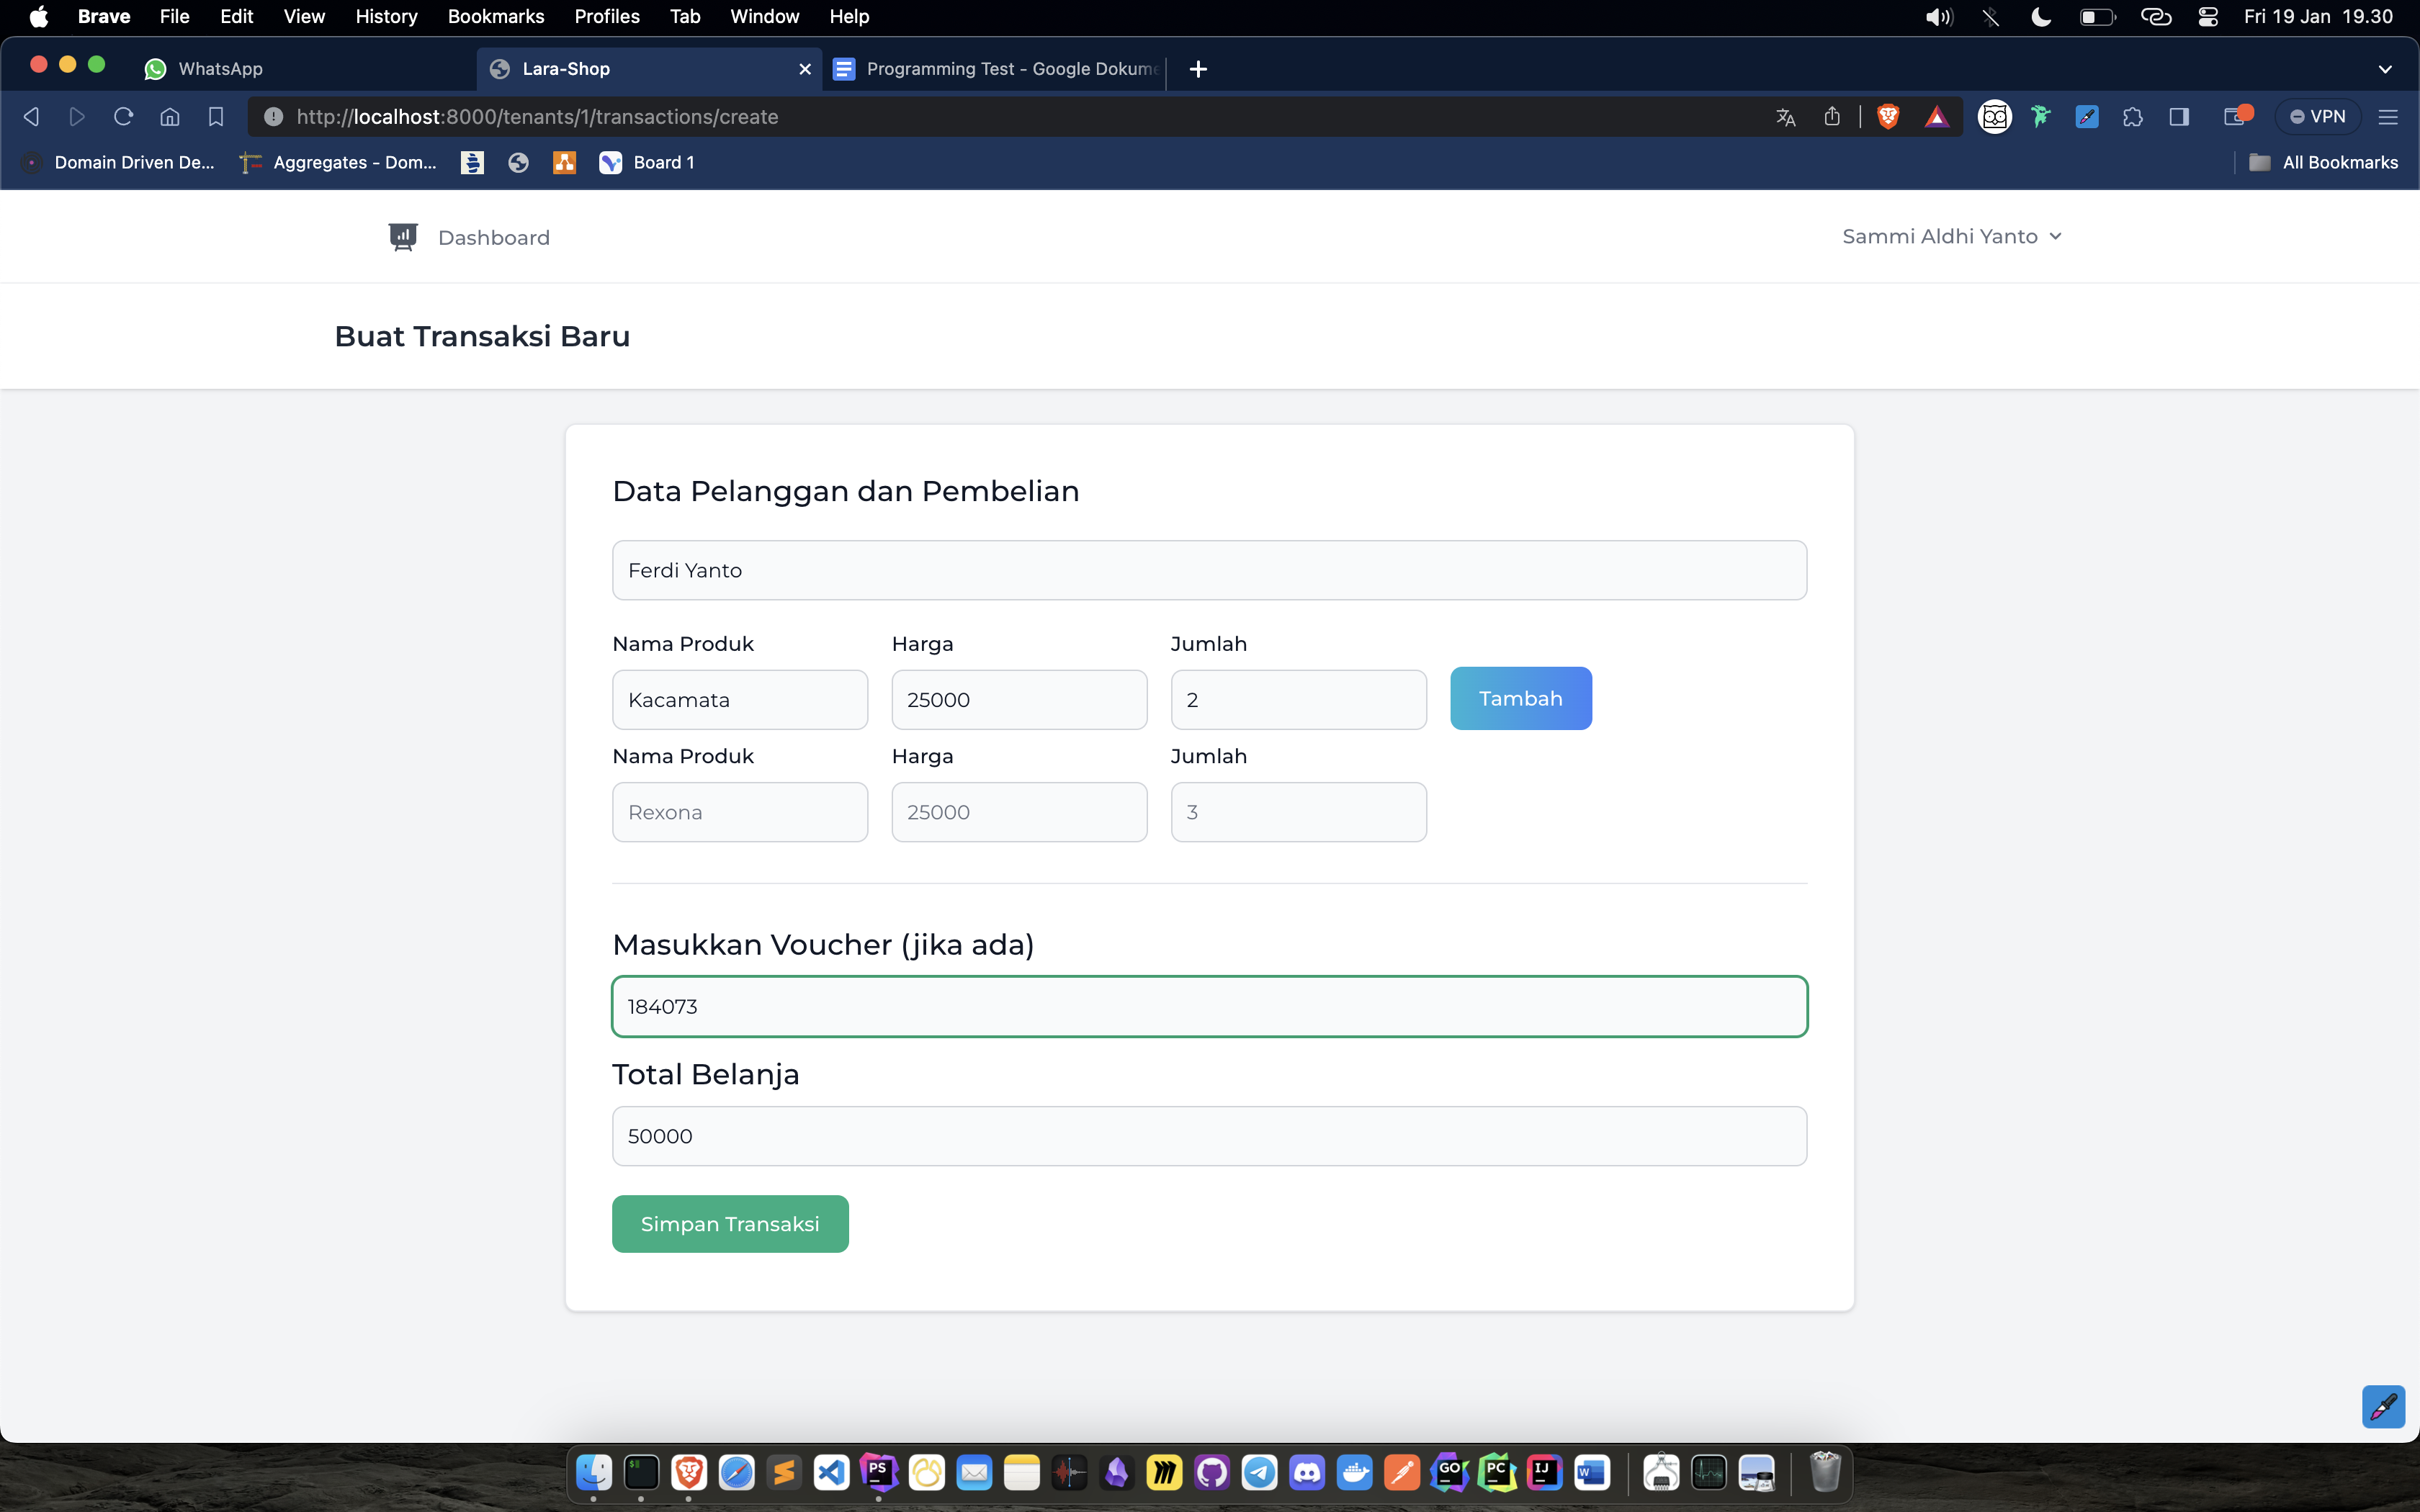 Brave File Edit View History Bookmarks Profiles Tab Window Help Fri 19 Jan 19.30
WhatsApp Lara-Shop Programming Test - Google Dokume
http://localhost:8000/tenants/1/transactions/create VPN
Domain Driven De... Aggregates - Dom... Board 1 All Bookmarks
Dashboard Sammi Aldhi Yanto
Buat Transaksi Baru
Data Pelanggan dan Pembelian
Ferdi Yanto
Nama Produk Harga Jumlah
Kacamata 25000 2 Tambah
Nama Produk Harga Jumlah
Rexona 25000 3
Masukkan Voucher (jika ada)
184073
Total Belanja
50000
Simpan Transaksi
PS GO PC IJ W